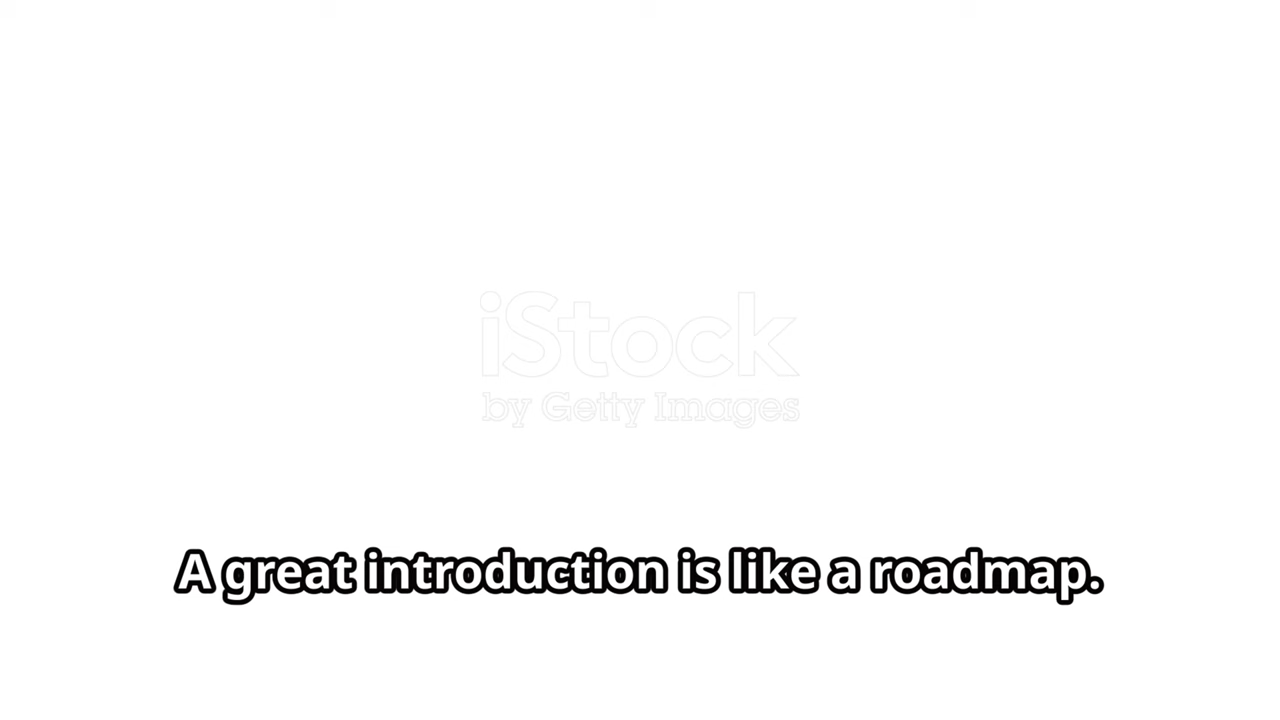 iStock
by Getty Images
A great introduction is like a roadmap.